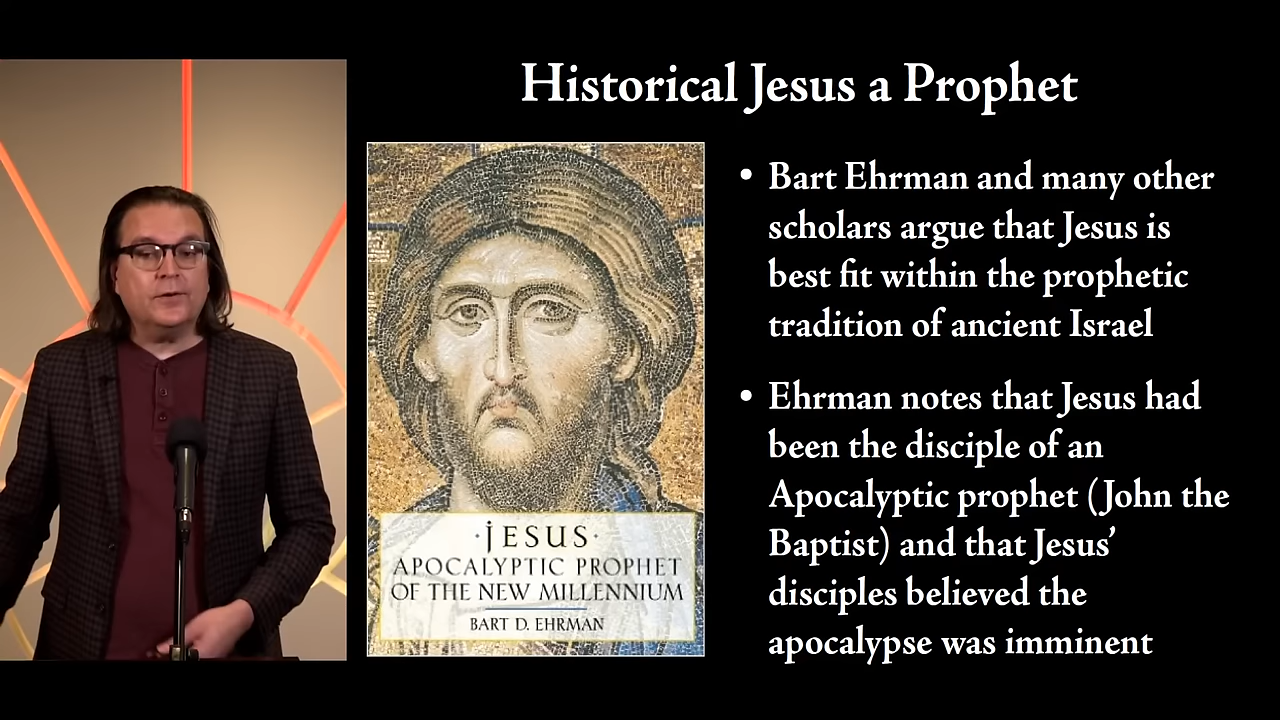 Historical Jesus a Prophet
·jESUS·
APOCALYPTIC PROPHET
OF THE NEW MILLENNIUM
BART D. EHRMAN
• Bart Ehrman and many other
scholars argue that Jesus is
best fit within the prophetic
tradition of ancient Israel
• Ehrman notes that Jesus had
been the disciple of an
Apocalyptic prophet (John the
Baptist) and that Jesus’
disciples believed the
apocalypse was imminent